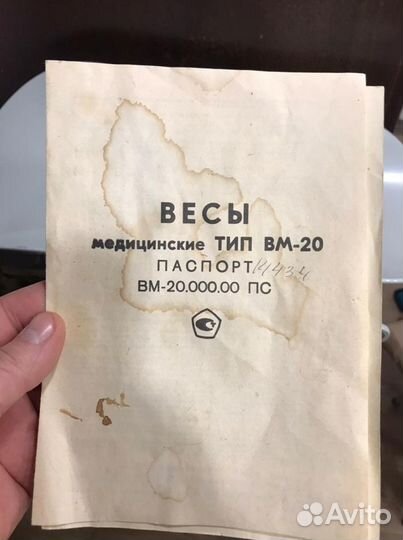 ВЕСЫ
медицинские ТИП ВМ-20
ПАСПОРТ
ВМ-20.000.00 ПС
Avito